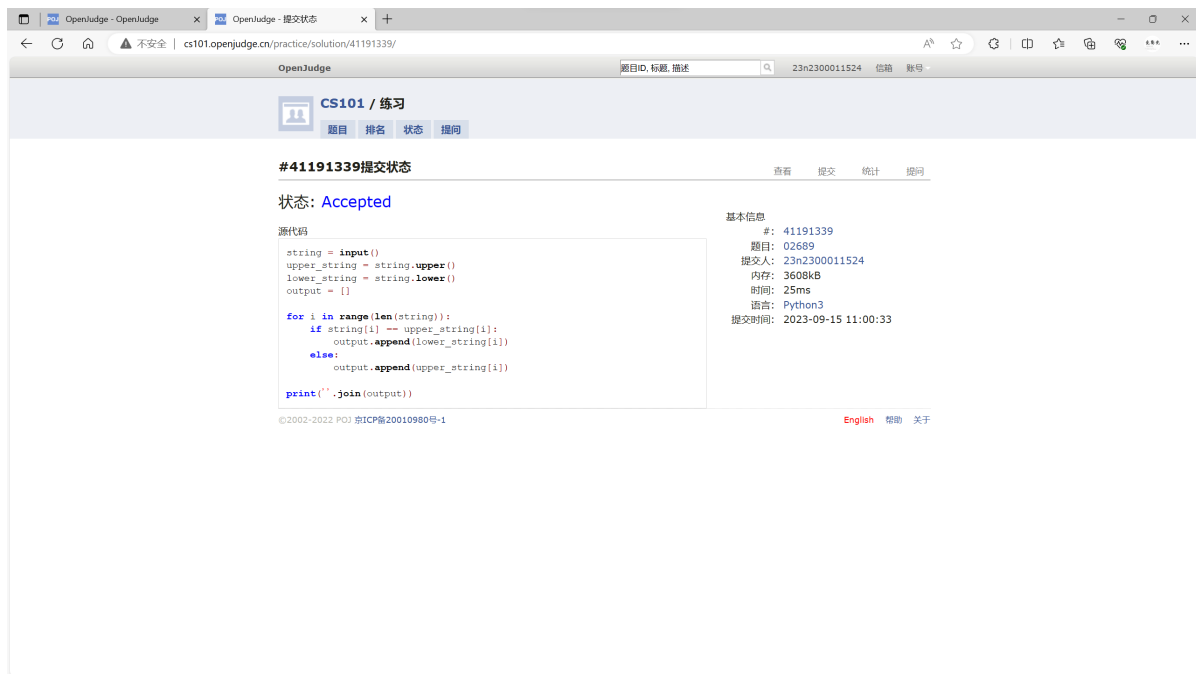 OpenJudge - OpenJudge
OpenJudge - 提交状态
不安全 | cs101.openjudge.cn/practice/solution/41191339/
OpenJudge
题目ID, 标题, 描述
23n2300011524 信箱 账号
CS101 / 练习
题目 排名 状态 提问
#41191339提交状态
查看 提交 统计 提问
状态: Accepted
源代码
string = input()
upper_string = string.upper()
lower_string = string.lower()
output = []
for i in range(len(string)):
    if string[i] == upper_string[i]:
        output.append(lower_string[i])
    else:
        output.append(upper_string[i])
print(''.join(output))
基本信息
#: 41191339
题目: 02689
提交人: 23n2300011524
内存: 3608kB
时间: 25ms
语言: Python3
提交时间: 2023-09-15 11:00:33
©2002-2022 POJ 京ICP备20010980号-1
English 帮助 关于